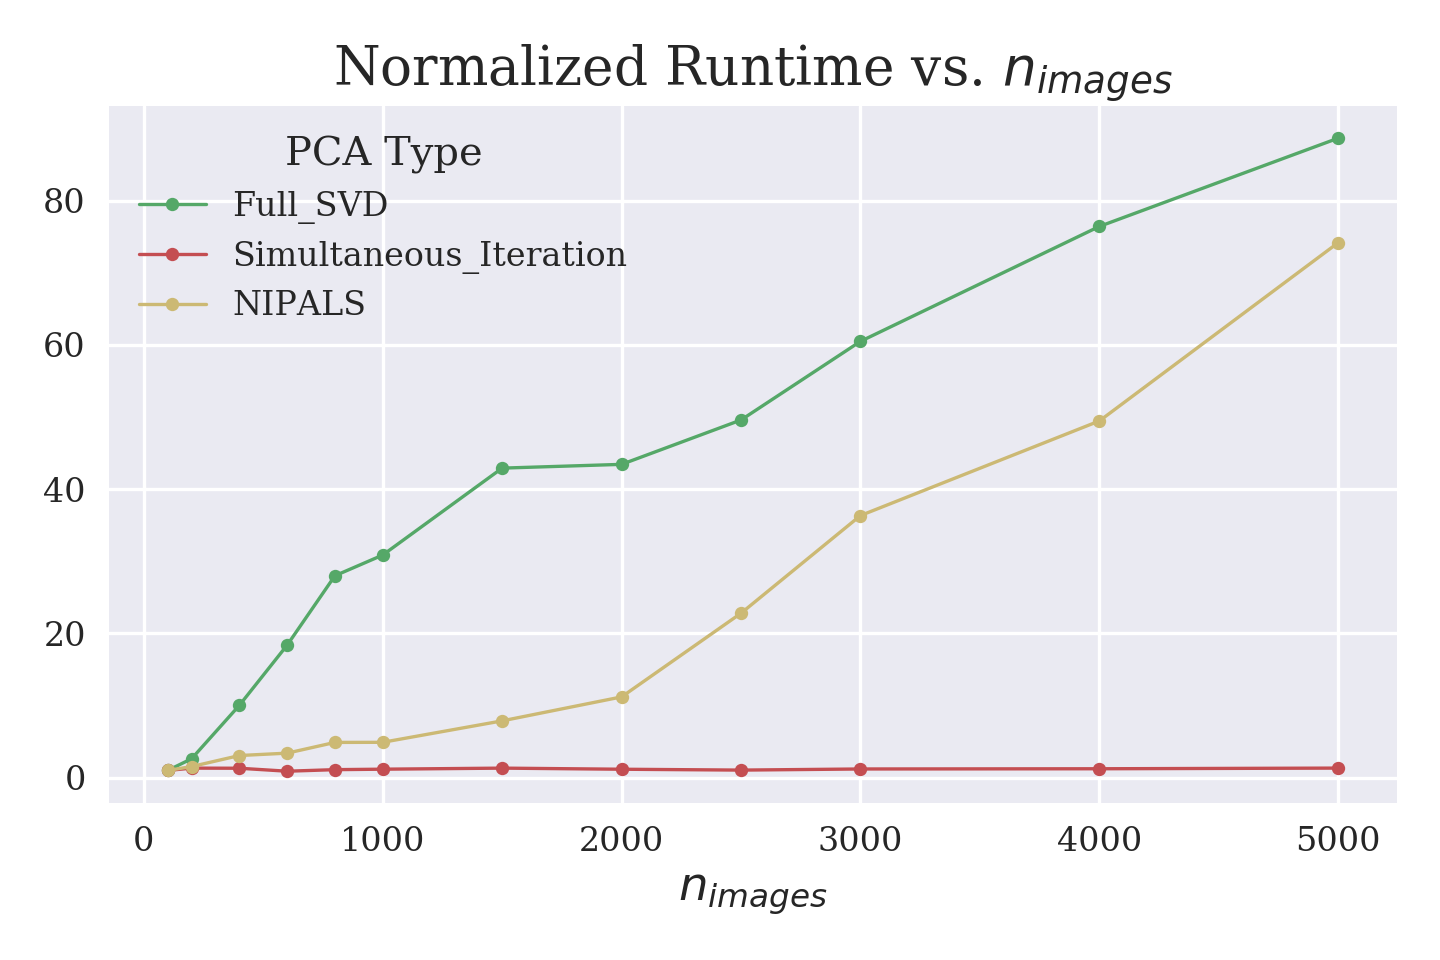 Normalized Runtime vs. n_images
PCA Type
Full_SVD
Simultaneous_Iteration
NIPALS
80
60
40
20
0
0 1000 2000 3000 4000 5000
n_images